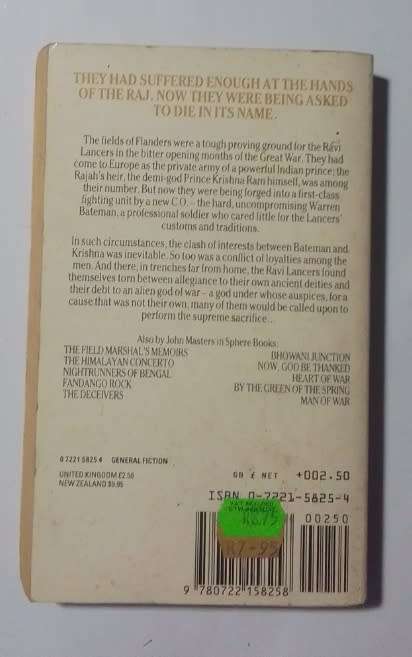 THEY HAD SUFFERED ENOUGH AT THE HANDS
OF THE RAJ. NOW THEY WERE BEING ASKED
TO DIE IN ITS NAME.
The fields of Flanders were a tough proving ground for the Ravi
Lancers in the bitter opening months of the Great War. They had
come to Europe as the private army of a powerful Indian prince; the
Rajah's heir, the demi-god Prince Krishna Ram himself, was among
their number. But now they were being forged into a first-class
fighting unit by a new C.O. – the hard, uncompromising Warren
Bateman, a professional soldier who cared little for the Lancers'
customs and traditions.
In such circumstances, the clash of interests between Bateman and
Krishna was inevitable. So too was a conflict of loyalties among the
men. And there, in trenches far from home, the Ravi Lancers found
themselves torn between allegiance to their own ancient deities and
their debt to an alien god of war – a god under whose auspices, for a
cause that was not their own, many of them would be called upon to
perform the supreme sacrifice...
Also by John Masters in Sphere Books:
THE FIELD MARSHAL'S MEMOIRS
THE HIMALAYAN CONCERTO
NIGHTRUNNERS OF BENGAL
FANDANGO ROCK
THE DECEIVERS
BHOWANI JUNCTION
NOW, GOD BE THANKED
HEART OF WAR
BY THE GREEN OF THE SPRING
MAN OF WAR
0 7221 5825 4 GENERAL FICTION
UNITED KINGDOM £2.50
NEW ZEALAND $9.95
GB £ NET +002.50
ISBN 0-7221-5825-4
00250
R7-95
9 780722 158258